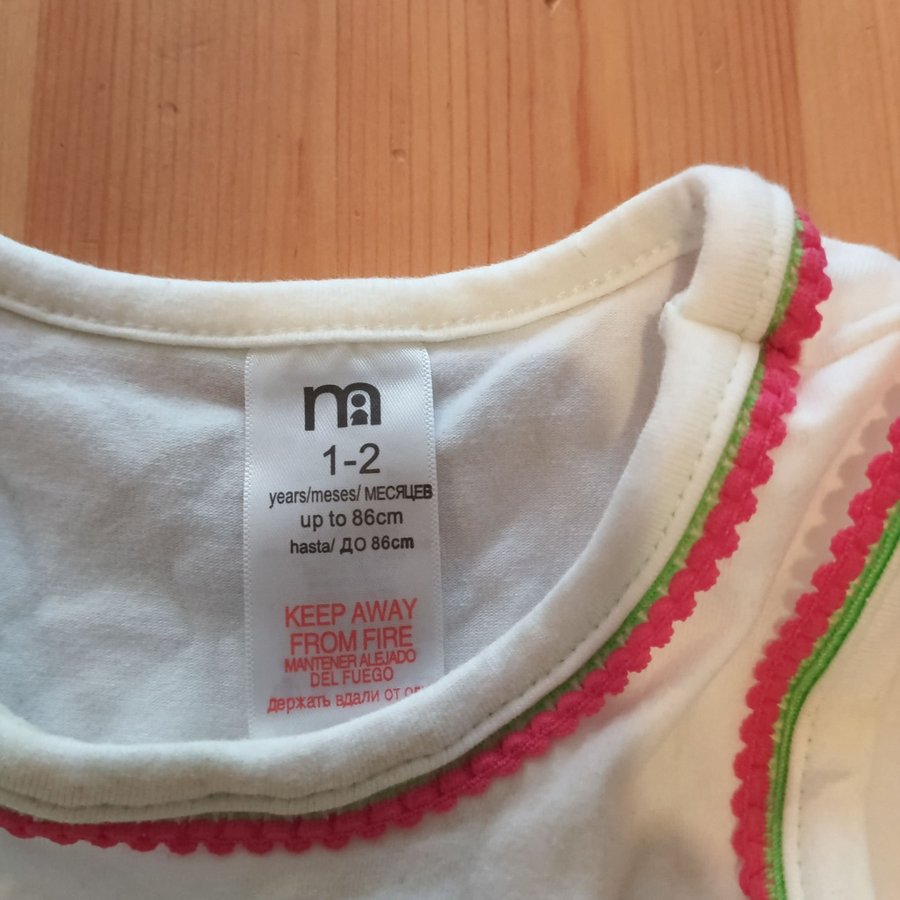 m
1-2
years/meses/ МЕСЯЦЕВ
up to 86cm
hasta/ ДО 86cm
KEEP AWAY
FROM FIRE
MANTENER ALEJADO
DEL FUEGO
держать вдали от